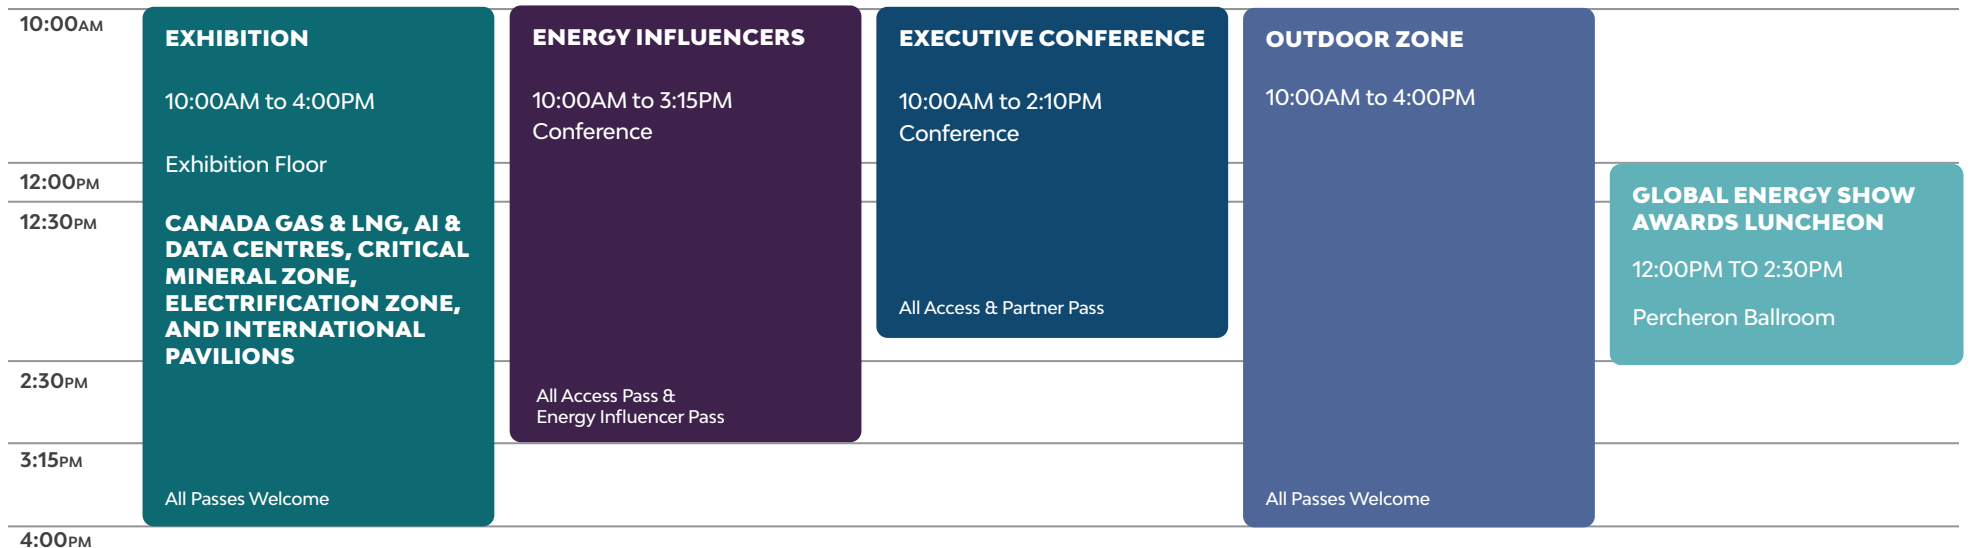 10:00AM
12:00PM
12:30PM
2:30PM
3:15PM
4:00PM
EXHIBITION
10:00AM to 4:00PM
Exhibition Floor
CANADA GAS & LNG, AI &
DATA CENTRES, CRITICAL
MINERAL ZONE,
ELECTRIFICATION ZONE,
AND INTERNATIONAL
PAVILIONS
All Passes Welcome
ENERGY INFLUENCERS
10:00AM to 3:15PM
Conference
All Access Pass &
Energy Influencer Pass
EXECUTIVE CONFERENCE
10:00AM to 2:10PM
Conference
All Access & Partner Pass
OUTDOOR ZONE
10:00AM to 4:00PM
All Passes Welcome
GLOBAL ENERGY SHOW
AWARDS LUNCHEON
12:00PM TO 2:30PM
Percheron Ballroom